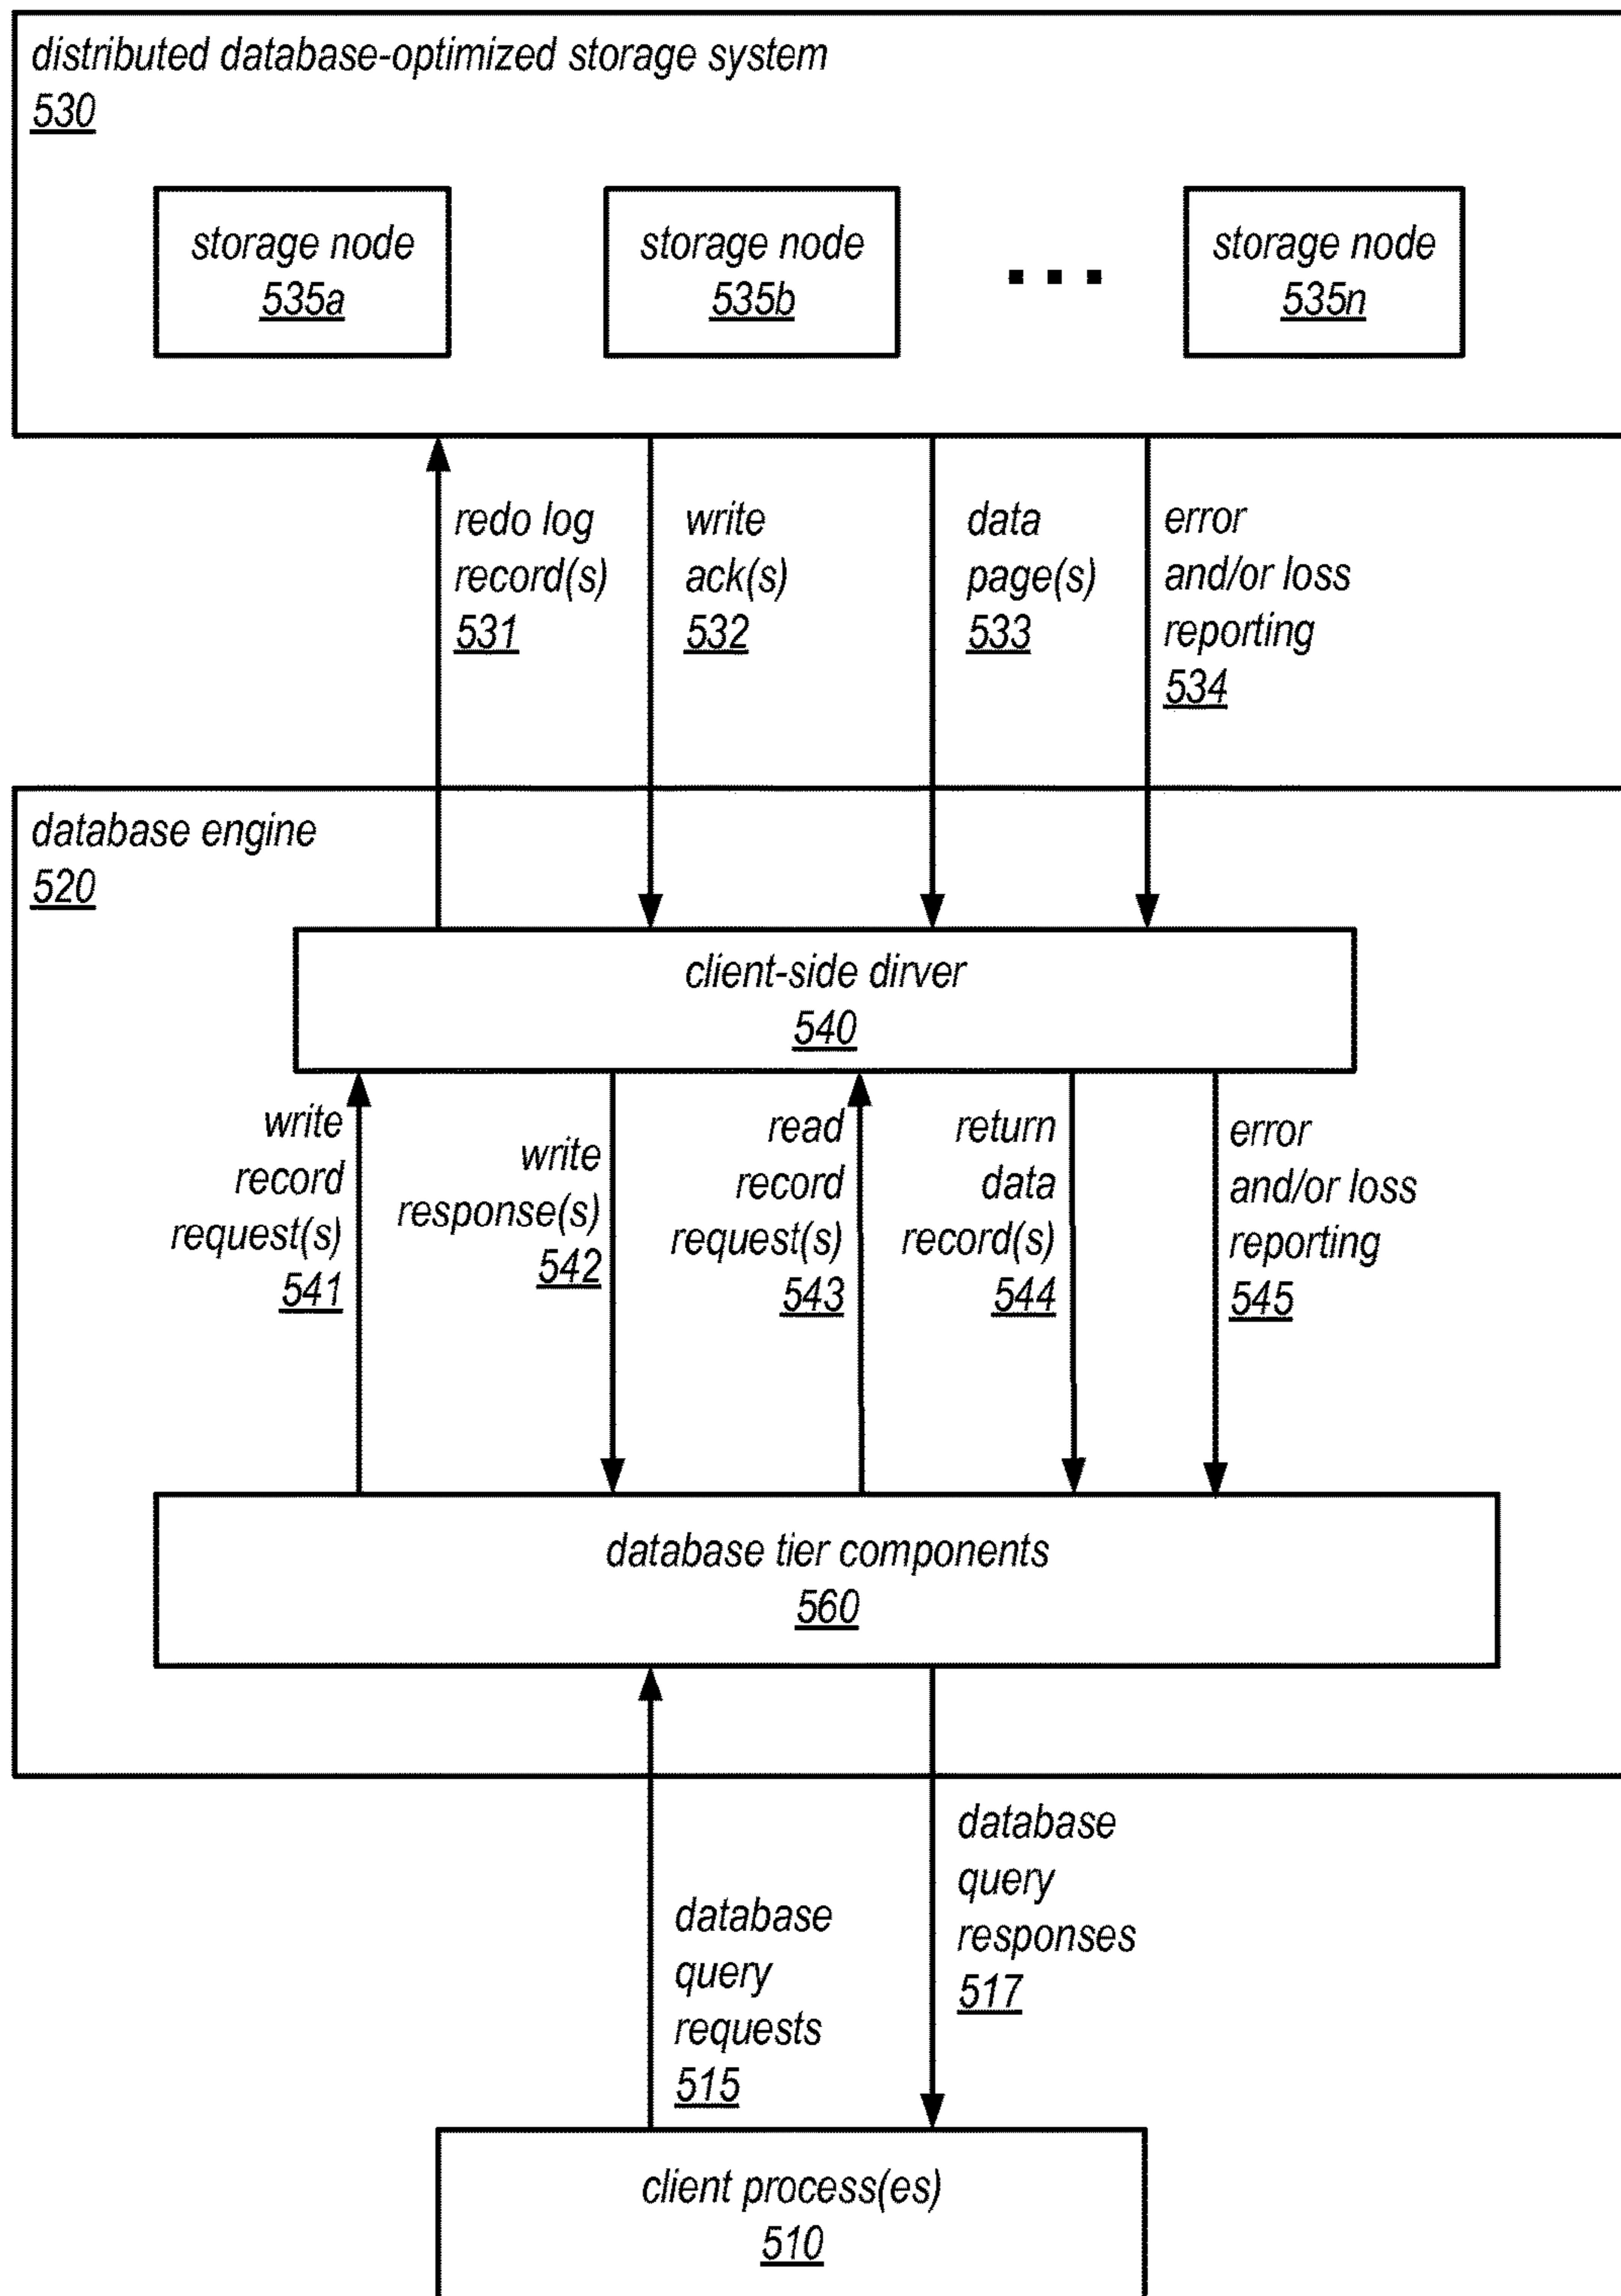 distributed database-optimized storage system
530
storage node
535a
storage node
535b
storage node
535n
redo log
record(s)
531
write
ack(s)
532
data
page(s)
533
error
and/or loss
reporting
534
database engine
520
client-side dirver
540
write
record
request(s)
541
write
response(s)
542
read
record
request(s)
543
return
data
record(s)
544
error
and/or loss
reporting
545
database tier components
560
database
query
requests
515
database
query
responses
517
client process(es)
510